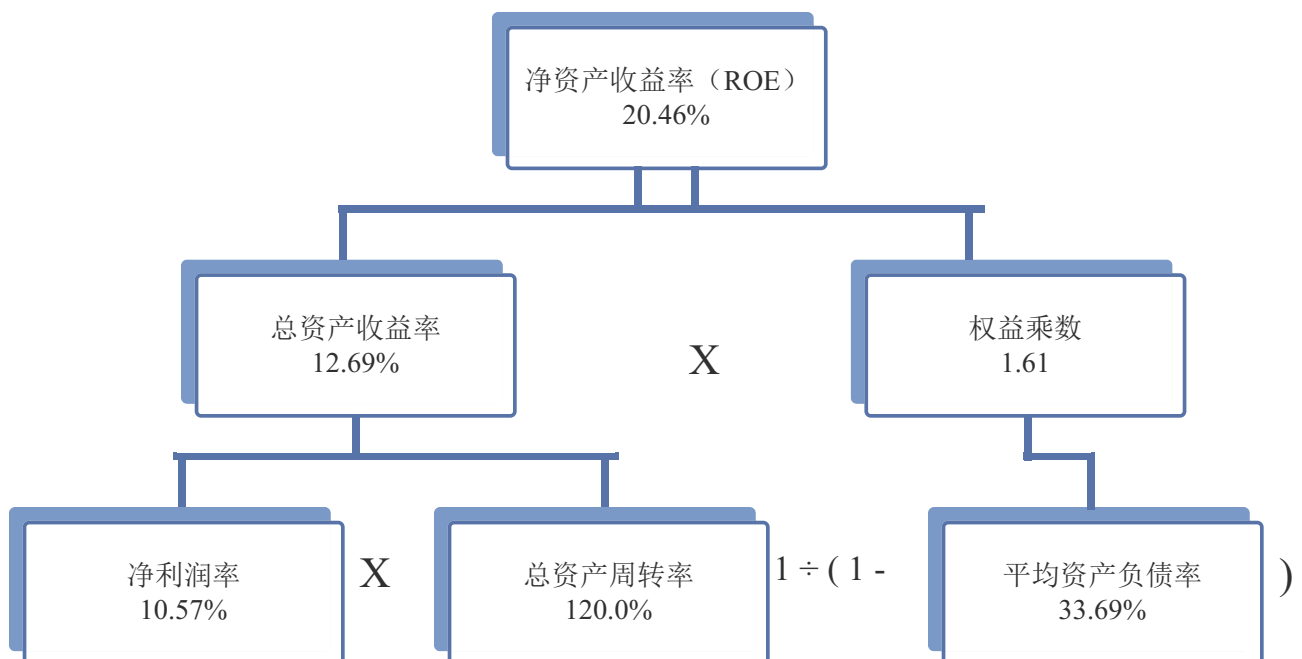 净资产收益率（ROE）
20.46%
总资产收益率
12.69%
X
权益乘数
1.61
净利润率
10.57%
X
总资产周转率
120.0%
1 ÷ ( 1 -
平均资产负债率
33.69%
)